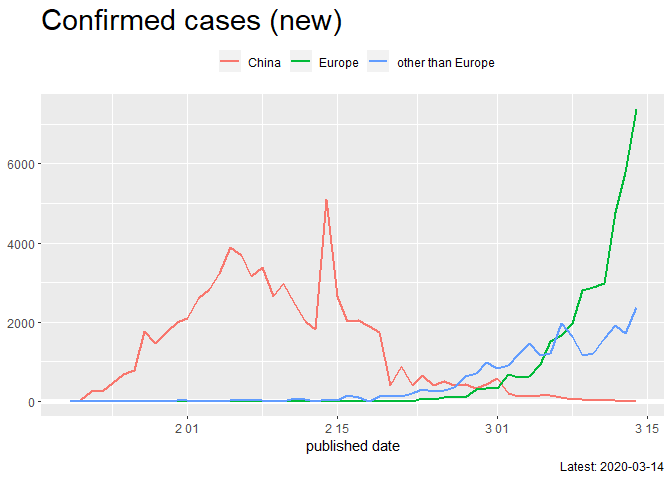 Confirmed cases (new)
China Europe other than Europe
6000
4000
2000
0
2 01 2 15 3 01 3 15
published date
Latest: 2020-03-14